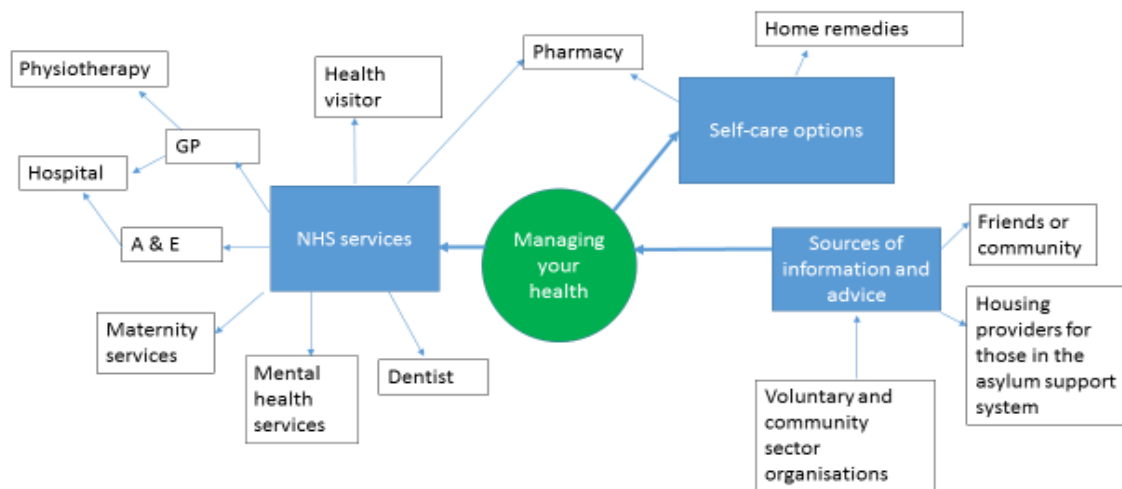 Home remedies
Pharmacy
Physiotherapy
Health
visitor
Self-care options
GP
Hospital
A & E
NHS services
Managing
your
health
Sources of
information and
advice
Friends or
community
Maternity
services
Mental
health
services
Dentist
Housing
providers for
those in the
asylum support
system
Voluntary and
community
sector
organisations